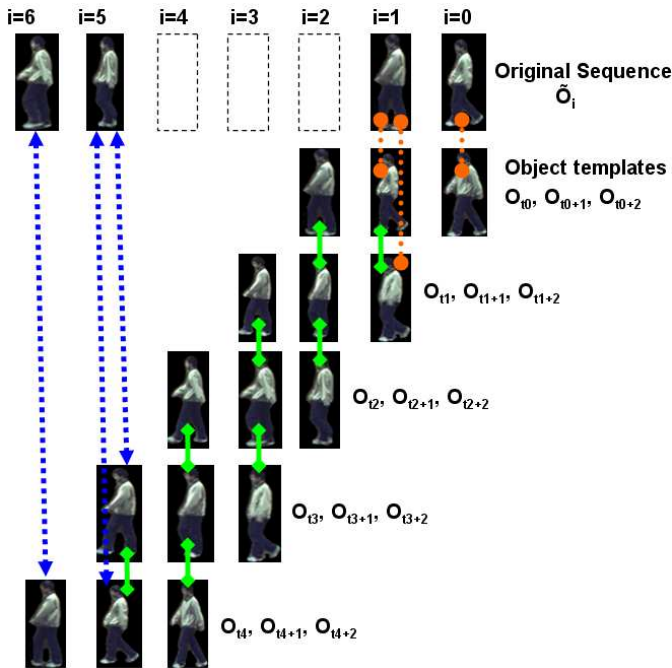 i=6 i=5 i=4 i=3 i=2 i=1 i=0
Original Sequence
Õi
Object templates
Ot0, Ot0+1, Ot0+2
Ot1, Ot1+1, Ot1+2
Ot2, Ot2+1, Ot2+2
Ot3, Ot3+1, Ot3+2
Ot4, Ot4+1, Ot4+2